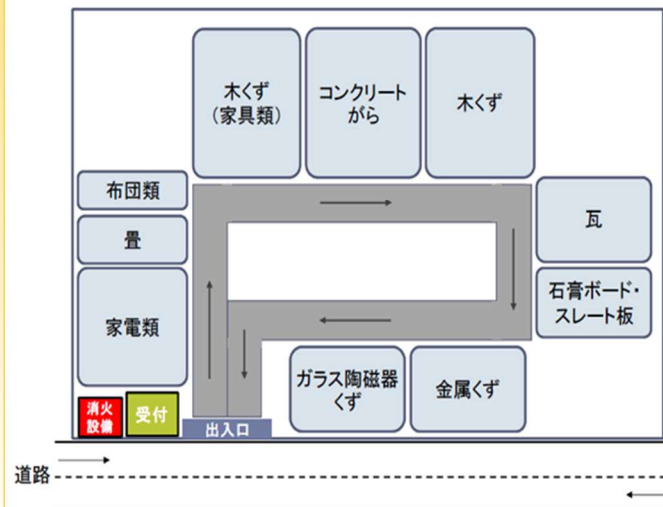 木くず
(家具類)
コンクリート
がら
木くず
布団類
畳
家電類
瓦
石膏ボード・
スレート板
ガラス陶磁器
くず
金属くず
消火
設備
受付
出入口
道路